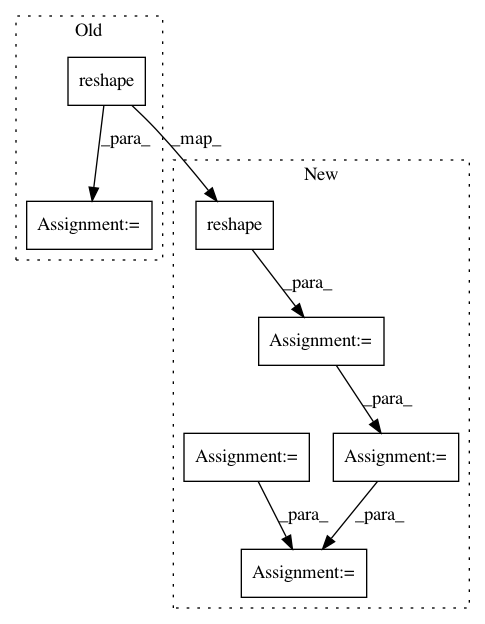 Old
reshape
_para_
_map_
New
Assignment:=
reshape
_para_
Assignment:=
_para_
Assignment:=
Assignment:=
_para_
_para_
Assignment:=